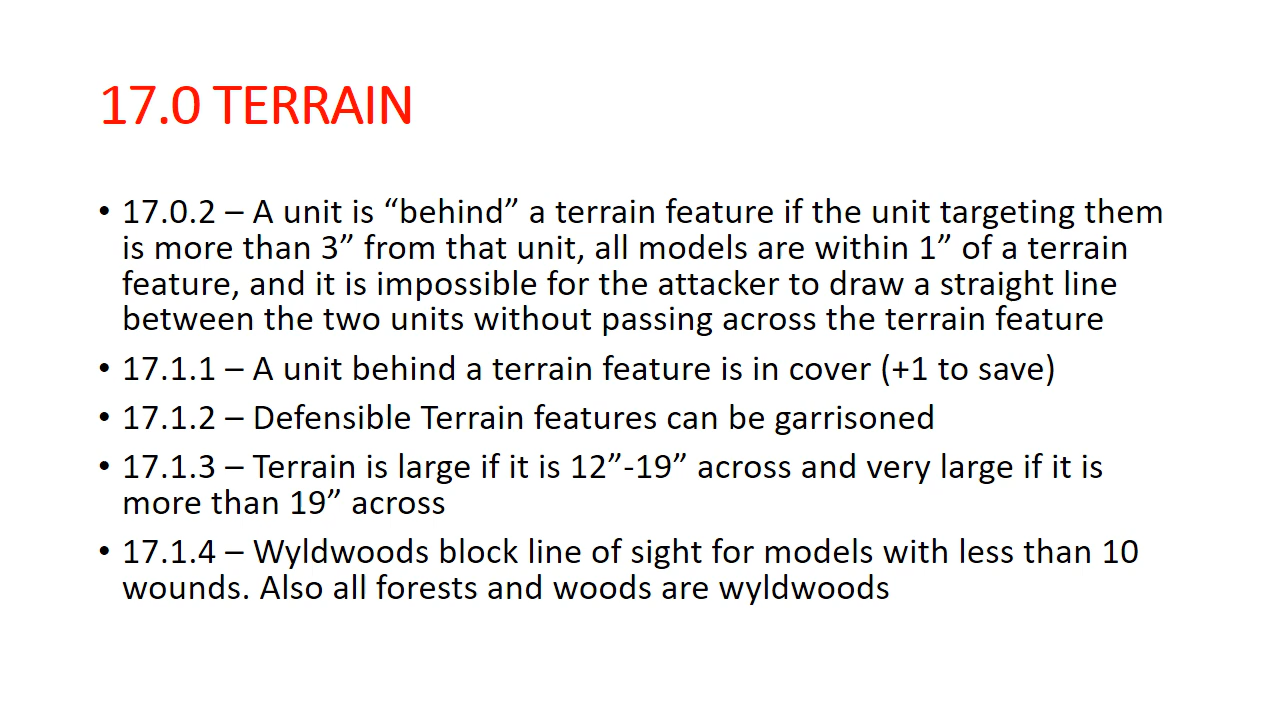 17.0 TERRAIN
• 17.0.2 – A unit is “behind” a terrain feature if the unit targeting them
is more than 3” from that unit, all models are within 1” of a terrain
feature, and it is impossible for the attacker to draw a straight line
between the two units without passing across the terrain feature
• 17.1.1 – A unit behind a terrain feature is in cover (+1 to save)
• 17.1.2 – Defensible Terrain features can be garrisoned
• 17.1.3 – Terrain is large if it is 12”-19” across and very large if it is
more than 19” across
• 17.1.4 – Wyldwoods block line of sight for models with less than 10
wounds. Also all forests and woods are wyldwoods